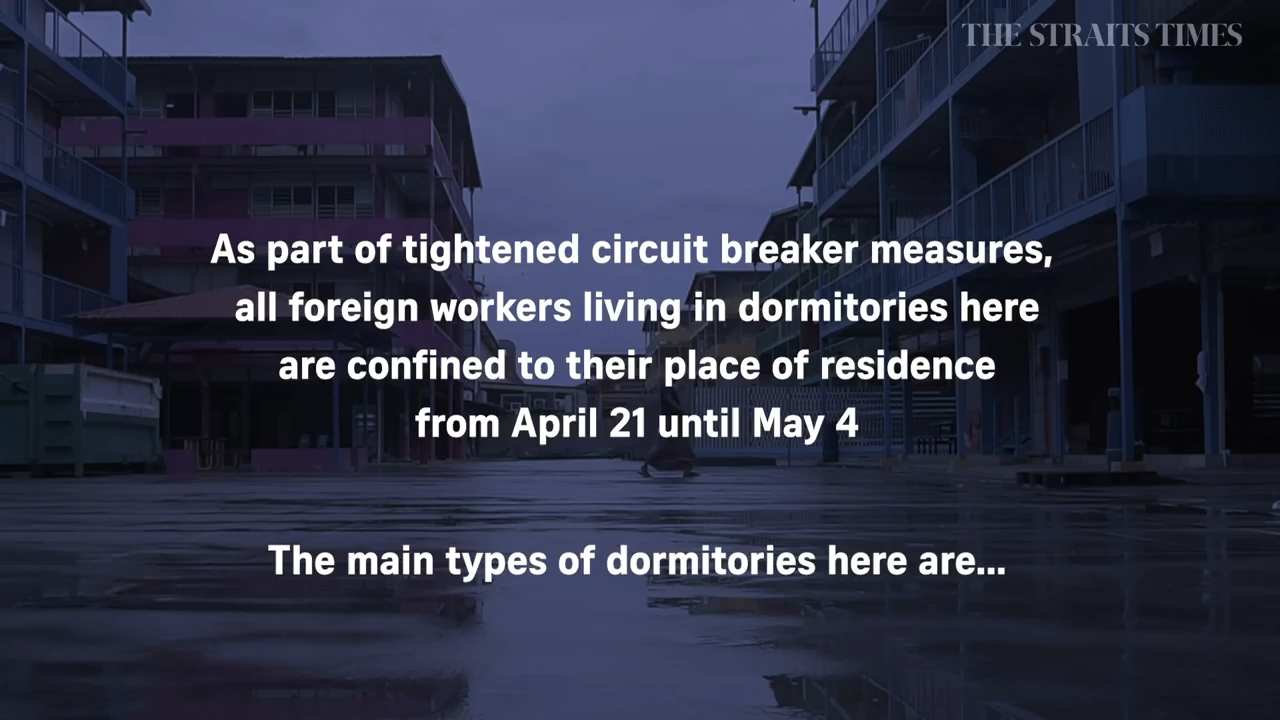 THE STRAITS TIMES
As part of tightened circuit breaker measures,
all foreign workers living in dormitories here
are confined to their place of residence
from April 21 until May 4
The main types of dormitories here are...